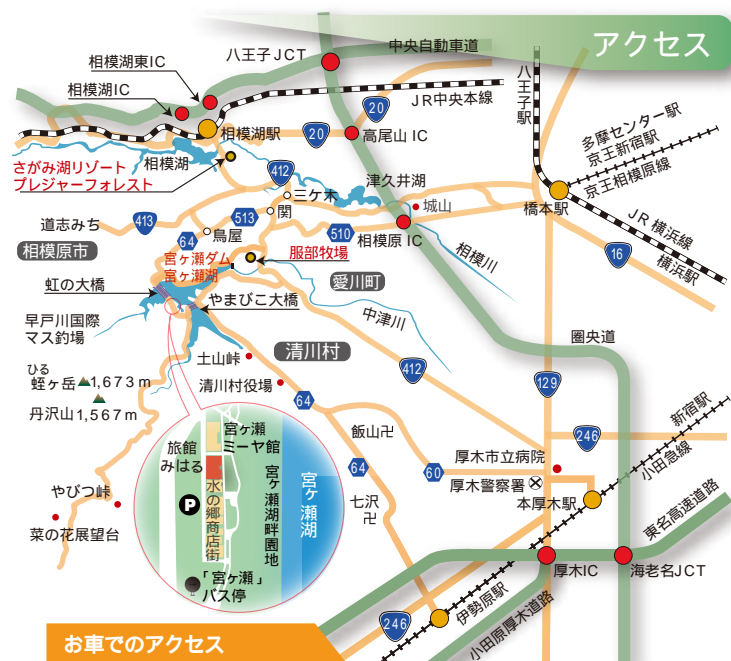 アクセス
八王子JCT
中央自動車道
相模湖東IC
相模湖IC
八王子駅
20
JR中央本線
相模湖駅
20
高尾山 IC
多摩センター駅
京王新宿駅
京王相模原線
相模湖
さがみ湖リゾート
プレジャーフォレスト
412
津久井湖
三ケ木
城山
橋本駅
関
道志みち
413
513
510
相模原 IC
JR横浜線
横浜駅
鳥屋
64
相模川
16
相模原市
宮ヶ瀬ダム
宮ヶ瀬湖
服部牧場
愛川町
虹の大橋
やまびこ大橋
中津川
早戸川国際
マス釣場
圏央道
土山峠
清川村
412
129
ひる
蛭ヶ岳
1,673m
丹沢山
1,567m
清川村役場
64
新宿駅
飯山卍
246
小田急線
宮ヶ瀬
ミーヤ館
旅館
みはる
厚木市立病院
64
60
厚木警察署
本厚木駅
水の郷商店街
宮ヶ瀬湖畔園地
宮ヶ瀬湖
P
七沢
卍
やびつ峠
菜の花展望台
東名高速道路
「宮ヶ瀬」
バス停
厚木IC
海老名JCT
伊勢原駅
246
小田原厚木道路
お車でのアクセス